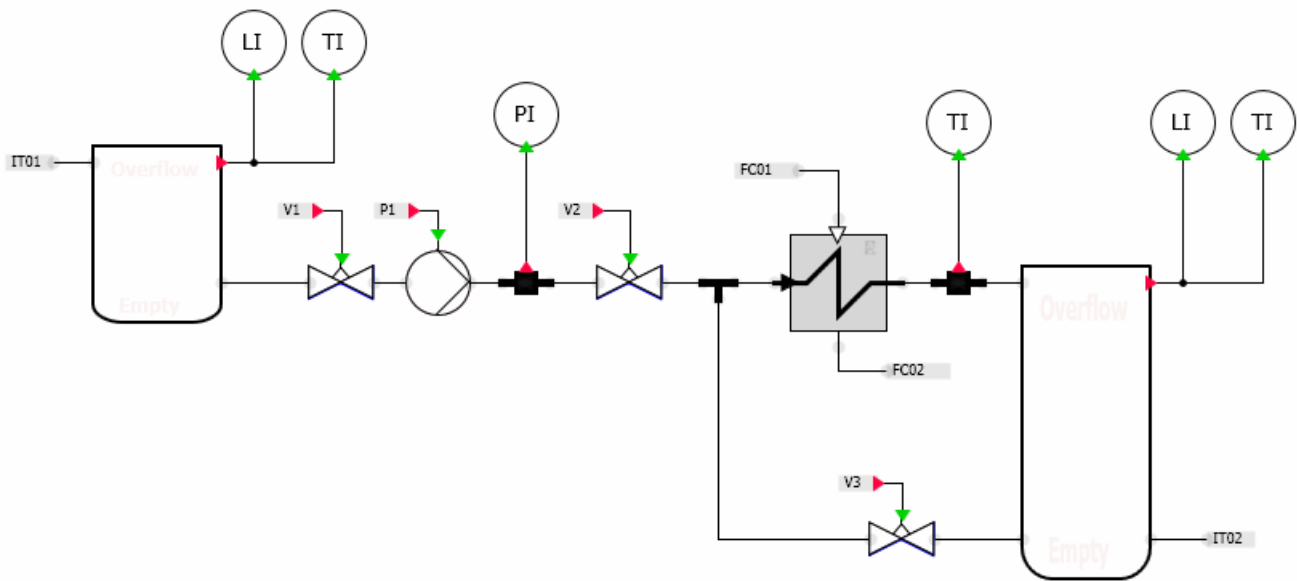 LI
TI
PI
TI
LI
TI
IT01
Overflow
FC01
V1
P1
V2
Empty
Overflow
FC02
V3
IT02
Empty